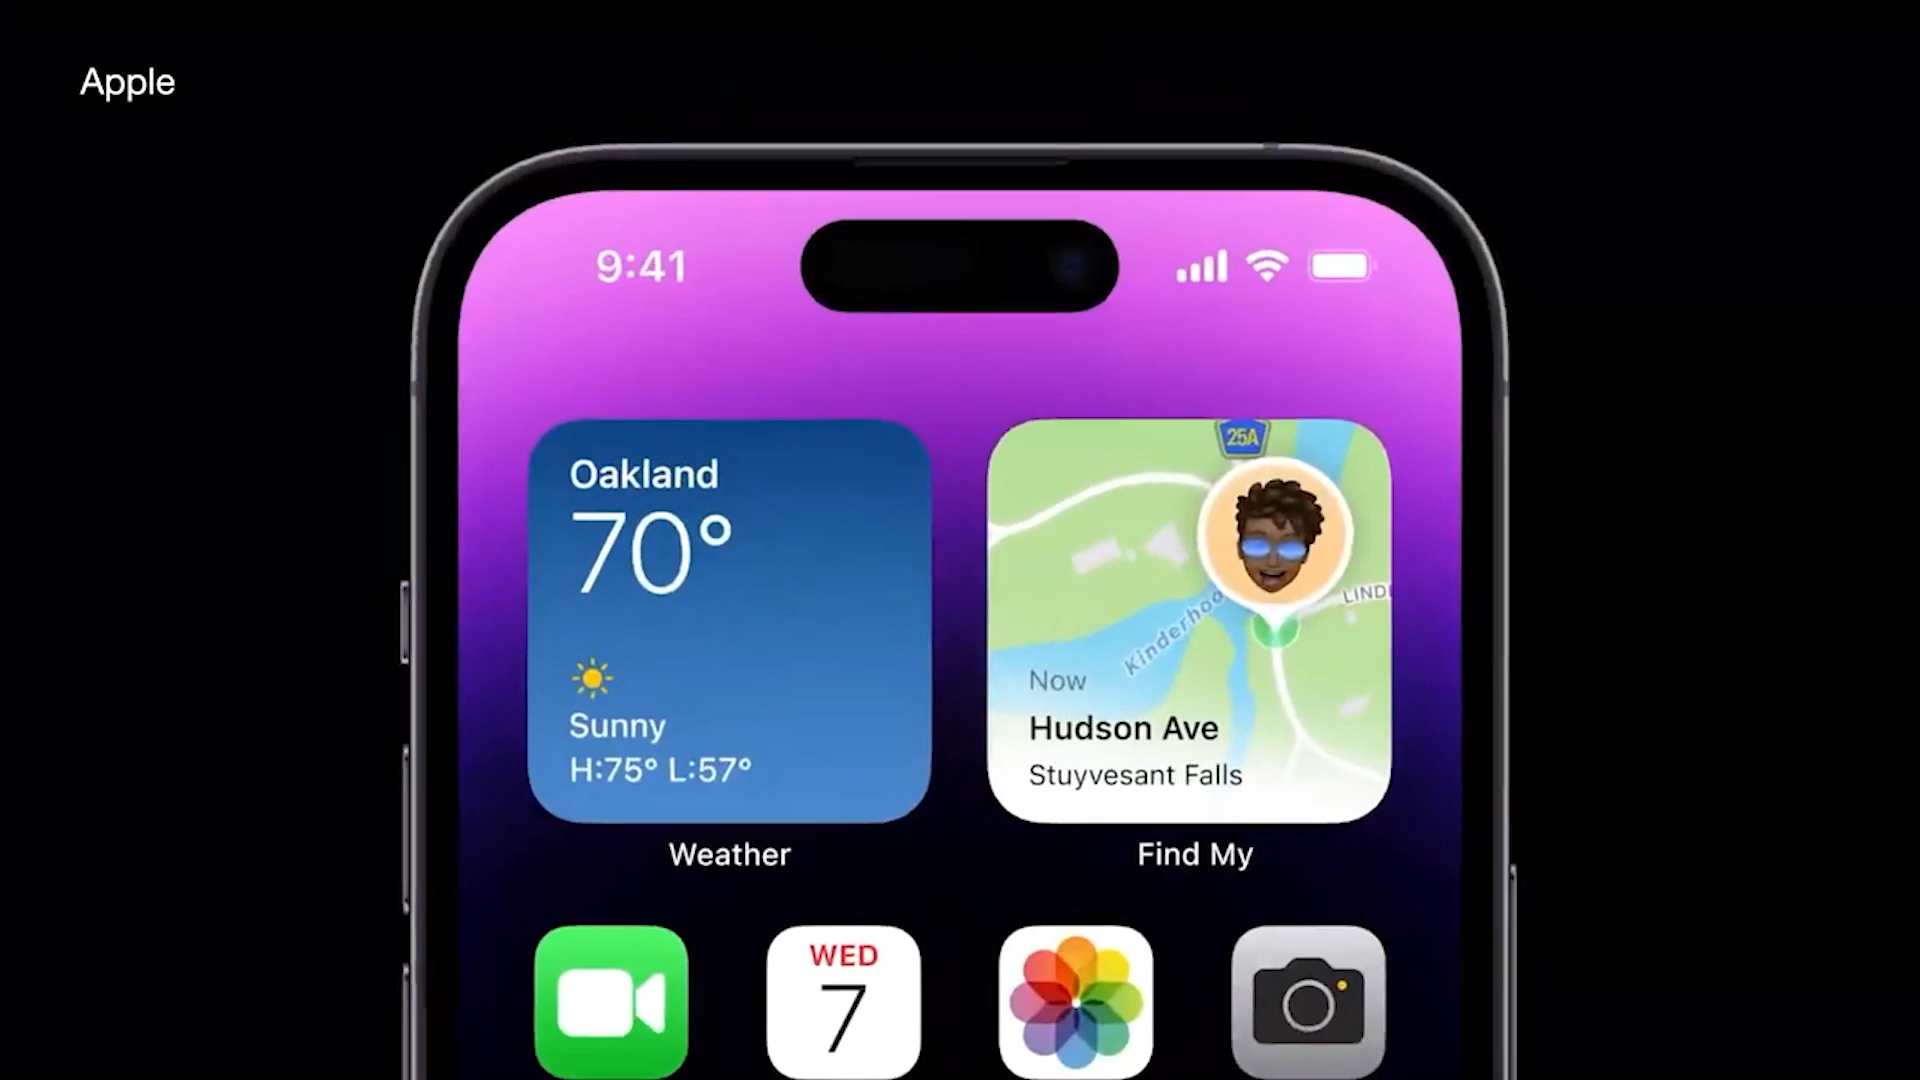 Apple
9:41
Oakland
70°
Sunny
H:75° L:57°
Weather
25A
Kinderhoo
LIND
Now
Hudson Ave
Stuyvesant Falls
Find My
WED
7